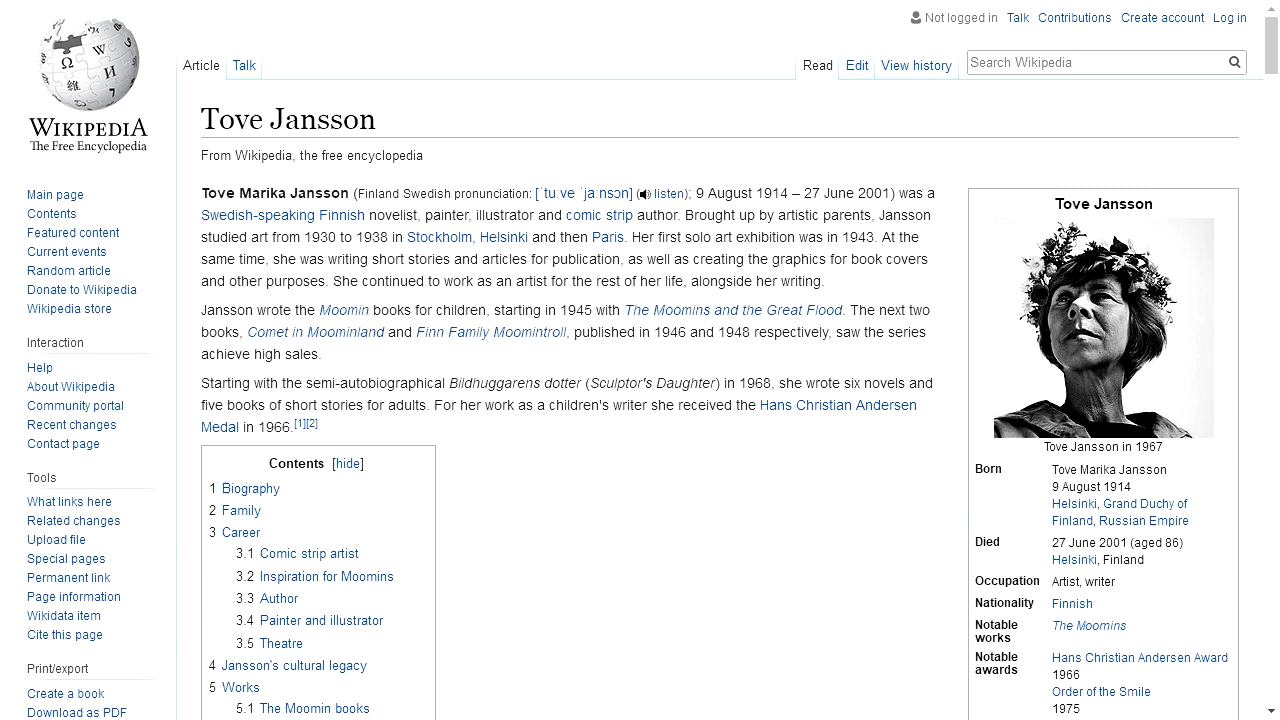 Not logged in Talk Contributions Create account Log in
Article Talk Read Edit View history Search Wikipedia
WIKIPEDIA
The Free Encyclopedia
Main page
Contents
Featured content
Current events
Random article
Donate to Wikipedia
Wikipedia store
Interaction
Help
About Wikipedia
Community portal
Recent changes
Contact page
Tools
What links here
Related changes
Upload file
Special pages
Permanent link
Page information
Wikidata item
Cite this page
Print/export
Create a book
Download as PDF
Tove Jansson
From Wikipedia, the free encyclopedia
Tove Marika Jansson (Finland Swedish pronunciation: [ˈtuːve ˈjɑːnsɔn] (listen); 9 August 1914 – 27 June 2001) was a
Swedish-speaking Finnish novelist, painter, illustrator and comic strip author. Brought up by artistic parents, Jansson
studied art from 1930 to 1938 in Stockholm, Helsinki and then Paris. Her first solo art exhibition was in 1943. At the
same time, she was writing short stories and articles for publication, as well as creating the graphics for book covers
and other purposes. She continued to work as an artist for the rest of her life, alongside her writing.
Jansson wrote the Moomin books for children, starting in 1945 with The Moomins and the Great Flood. The next two
books, Comet in Moominland and Finn Family Moomintroll, published in 1946 and 1948 respectively, saw the series
achieve high sales.
Starting with the semi-autobiographical Bildhuggarens dotter (Sculptor's Daughter) in 1968, she wrote six novels and
five books of short stories for adults. For her work as a children's writer she received the Hans Christian Andersen
Medal in 1966.[1][2]
Contents [hide]
1 Biography
2 Family
3 Career
3.1 Comic strip artist
3.2 Inspiration for Moomins
3.3 Author
3.4 Painter and illustrator
3.5 Theatre
4 Jansson's cultural legacy
5 Works
5.1 The Moomin books
Tove Jansson
Tove Jansson in 1967
Born Tove Marika Jansson
9 August 1914
Helsinki, Grand Duchy of
Finland, Russian Empire
Died 27 June 2001 (aged 86)
Helsinki, Finland
Occupation Artist, writer
Nationality Finnish
Notable works The Moomins
Notable awards Hans Christian Andersen Award
1966
Order of the Smile
1975